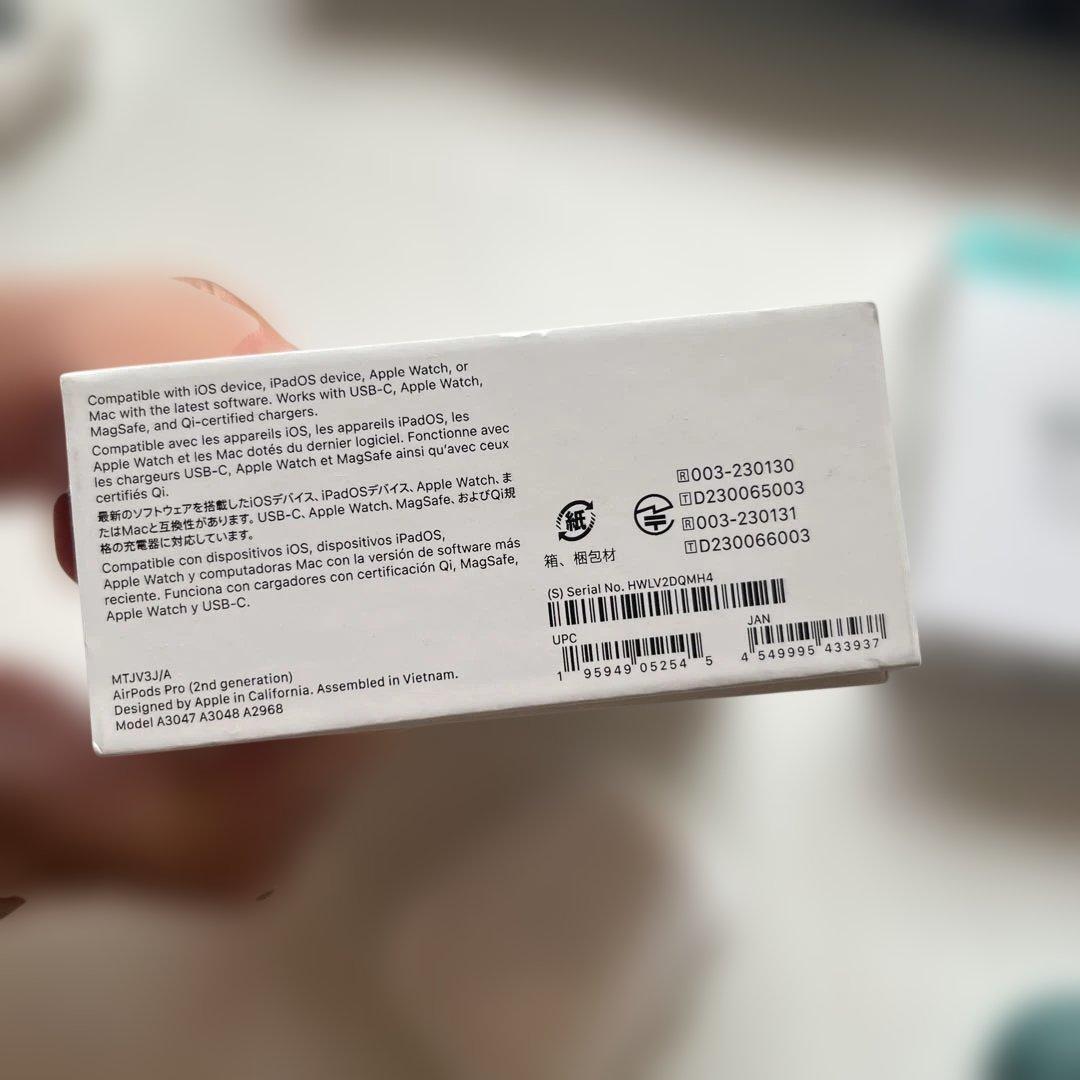 Compatible with iOS device, iPadOS device, Apple Watch, or
Mac with the latest software. Works with USB-C, Apple Watch,
MagSafe, and Qi-certified chargers.
Compatible avec les appareils iOS, les appareils iPadOS, les
Apple Watch et les Mac dotés du dernier logiciel. Fonctionne avec
les chargeurs USB-C, Apple Watch et MagSafe ainsi qu'avec ceux
certifiés Qi.
最新のソフトウェアを搭載したiOSデバイス、iPadOSデバイス、Apple Watch、ま
たはMacと互換性があります。USB-C、Apple Watch、MagSafe、およびQi規
格の充電器に対応しています。
Compatible con dispositivos iOS, dispositivos iPadOS,
Apple Watch y computadoras Mac con la versión de software más
reciente. Funciona con cargadores con certificación Qi, MagSafe,
Apple Watch y USB-C.
MTJV3J/A
AirPods Pro (2nd generation)
Designed by Apple in California. Assembled in Vietnam.
Model A3047 A3048 A2968
紙
箱、梱包材
R 003-230130
T D230065003
R 003-230131
T D230066003
(S) Serial No. HWLV2DQMH4
UPC
1 95949 05254 5
JAN
4 549995 433937